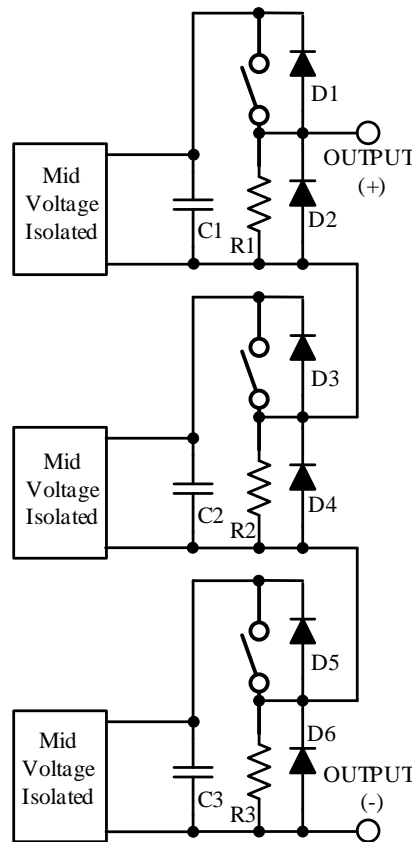 D1
OUTPUT
(+)
Mid
Voltage
Isolated
C1
R1
D2
D3
Mid
Voltage
Isolated
C2
R2
D4
D5
D6
Mid
Voltage
Isolated
C3
R3
OUTPUT
(-)